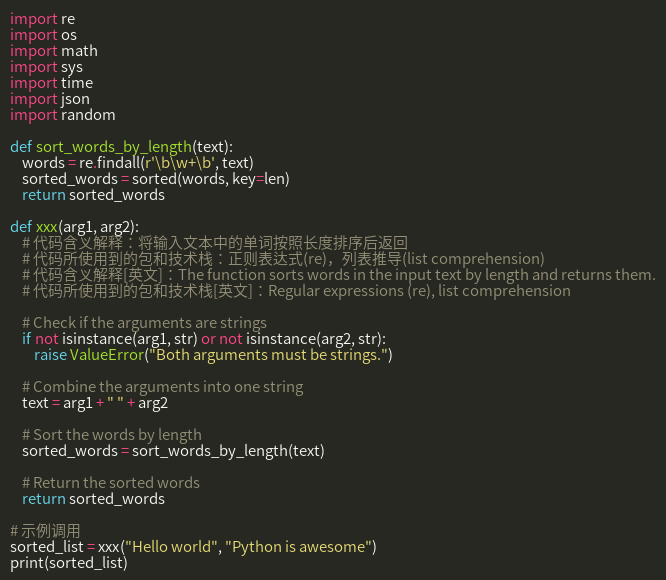 import re
import os
import math
import sys
import time
import json
import random

def sort_words_by_length(text):
    words = re.findall(r'\b\w+\b', text)
    sorted_words = sorted(words, key=len)
    return sorted_words

def xxx(arg1, arg2):
    # 代码含义解释：将输入文本中的单词按照长度排序后返回
    # 代码所使用到的包和技术栈：正则表达式(re)，列表推导(list comprehension)
    # 代码含义解释[英文]：The function sorts words in the input text by length and returns them.
    # 代码所使用到的包和技术栈[英文]：Regular expressions (re), list comprehension

    # Check if the arguments are strings
    if not isinstance(arg1, str) or not isinstance(arg2, str):
        raise ValueError("Both arguments must be strings.")

    # Combine the arguments into one string
    text = arg1 + " " + arg2

    # Sort the words by length
    sorted_words = sort_words_by_length(text)

    # Return the sorted words
    return sorted_words

# 示例调用
sorted_list = xxx("Hello world", "Python is awesome")
print(sorted_list)